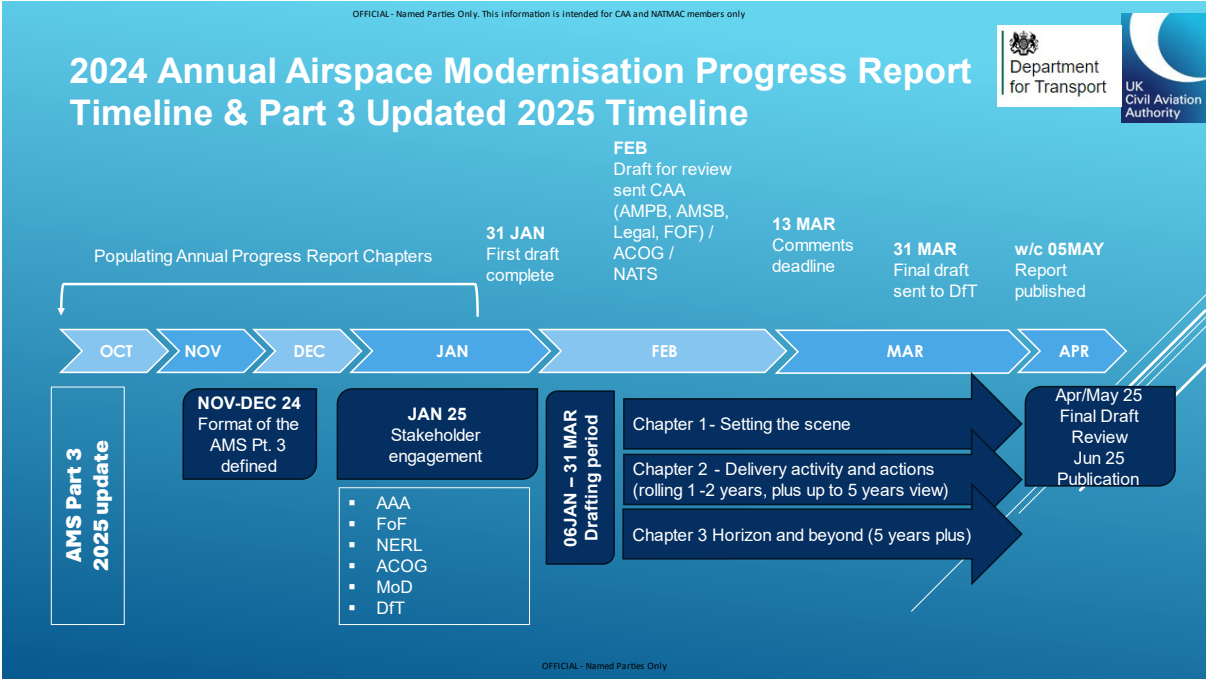 OFFICIAL - Named Parties Only. This information is intended for CAA and NATMAC members only
2024 Annual Airspace Modernisation Progress Report
Timeline & Part 3 Updated 2025 Timeline
Department
for Transport
UK
Civil Aviation
Authority
Populating Annual Progress Report Chapters
31 JAN
First draft
complete
FEB
Draft for review
sent CAA
(AMPB, AMSB,
Legal, FOF) /
ACOG /
NATS
13 MAR
Comments
deadline
31 MAR
Final draft
sent to DfT
w/c 05MAY
Report
published
OCT
NOV
DEC
JAN
FEB
MAR
APR
AMS Part 3
2025 update
NOV-DEC 24
Format of the
AMS Pt. 3
defined
JAN 25
Stakeholder
engagement
▪ AAA
▪ FoF
▪ NERL
▪ ACOG
▪ MoD
▪ DfT
06JAN – 31 MAR
Drafting period
Chapter 1- Setting the scene
Chapter 2 - Delivery activity and actions
(rolling 1-2 years, plus up to 5 years view)
Chapter 3 Horizon and beyond (5 years plus)
Apr/May 25
Final Draft
Review
Jun 25
Publication
OFFICIAL - Named Parties Only